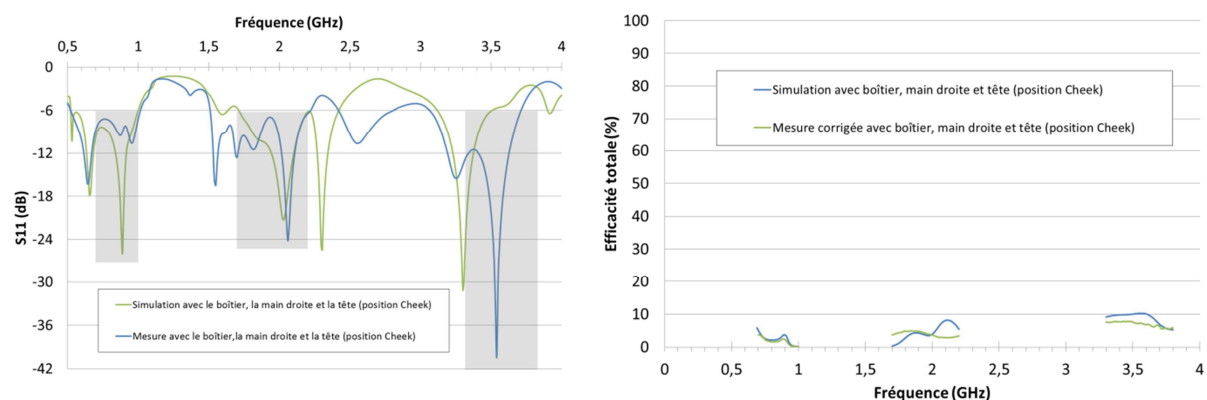 Fréquence (GHz)
0,5 1 1,5 2 2,5 3 3,5 4
0
-6
-12
-18
-24
-30
-36
-42
S11 (dB)
Simulation avec le boîtier, la main droite et la tête (position Cheek)
Mesure avec le boîtier,la main droite et la tête (position Cheek)
100
90
80
70
60
50
40
30
20
10
0
Efficacité totale(%)
Simulation avec boîtier, main droite et tête (position Cheek)
Mesure corrigée avec boîtier, main droite et tête (position Cheek)
0 0,5 1 1,5 2 2,5 3 3,5 4
Fréquence (GHz)